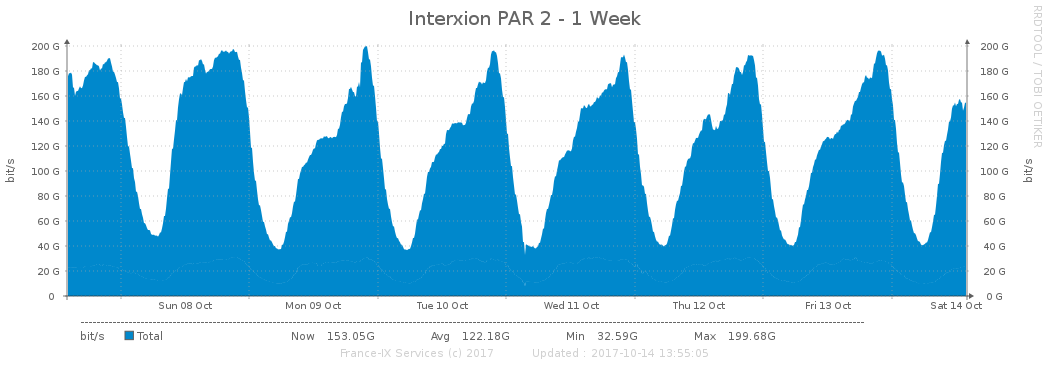 Interxion PAR 2 - 1 Week
RRDTOOL / TOBI OETIKER
bit/s
bit/s
200 G 200 G
180 G 180 G
160 G 160 G
140 G 140 G
120 G 120 G
100 G 100 G
80 G 80 G
60 G 60 G
40 G 40 G
20 G 20 G
0 0 G
Sun 08 Oct Mon 09 Oct Tue 10 Oct Wed 11 Oct Thu 12 Oct Fri 13 Oct Sat 14 Oct
bit/s Total Now 153.05G Avg 122.18G Min 32.59G Max 199.68G
France-IX Services (c) 2017 Updated : 2017-10-14 13:55:05